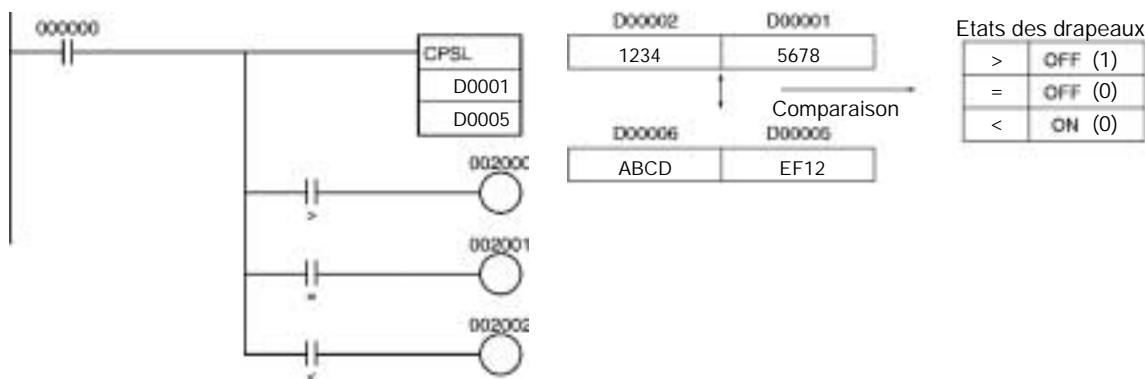 000000
CPSL
D0001
D0005
002000
>
002001
=
002002
<
D00002 D00001
1234 5678
Comparaison
D00006 D00005
ABCD EF12
Etats des drapeaux
> OFF (1)
= OFF (0)
< ON (0)